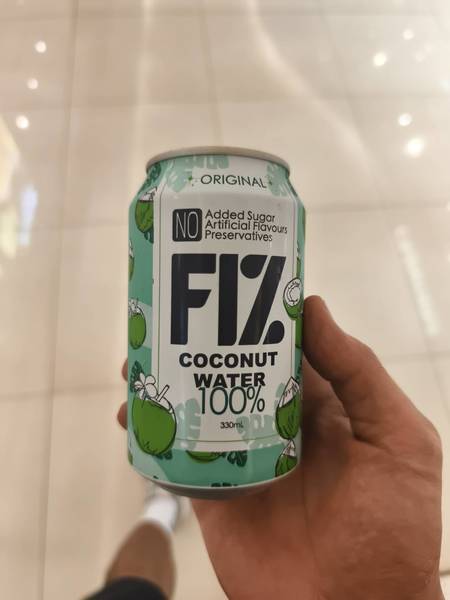 ORIGINAL
NO Added Sugar
Artificial Flavours
Preservatives
FIZ
COCONUT
WATER
100%
330mL